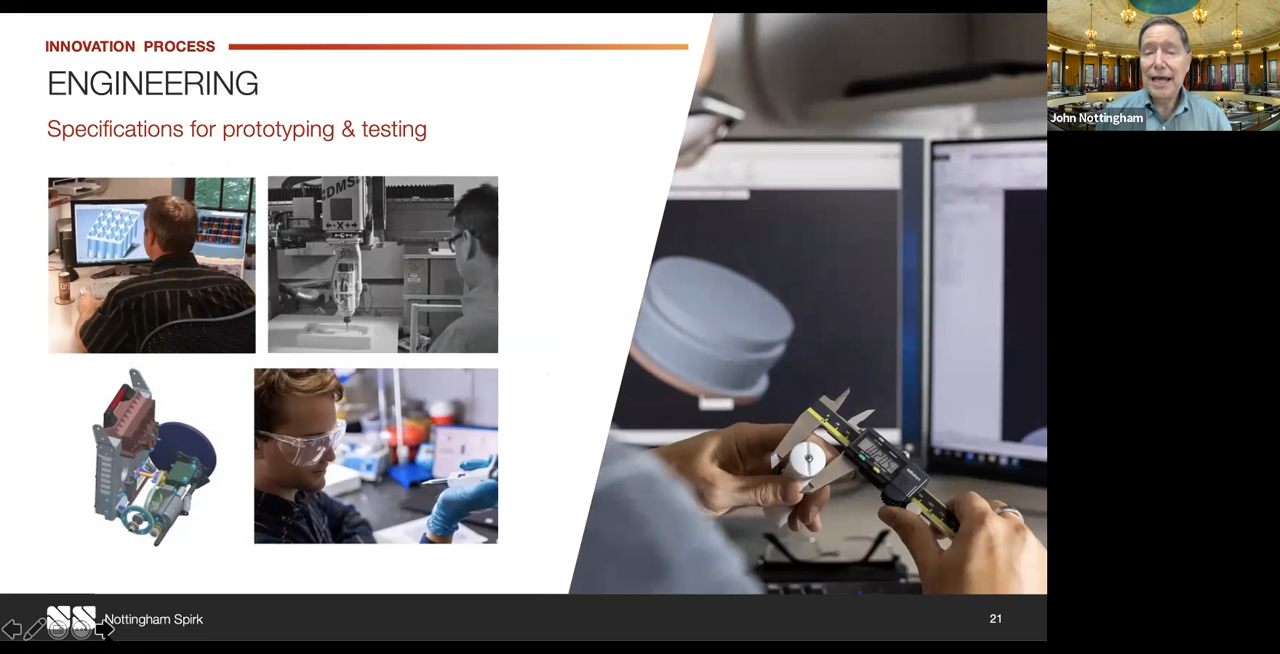 INNOVATION PROCESS
ENGINEERING
Specifications for prototyping & testing
John Nottingham
Nottingham Spirk
21